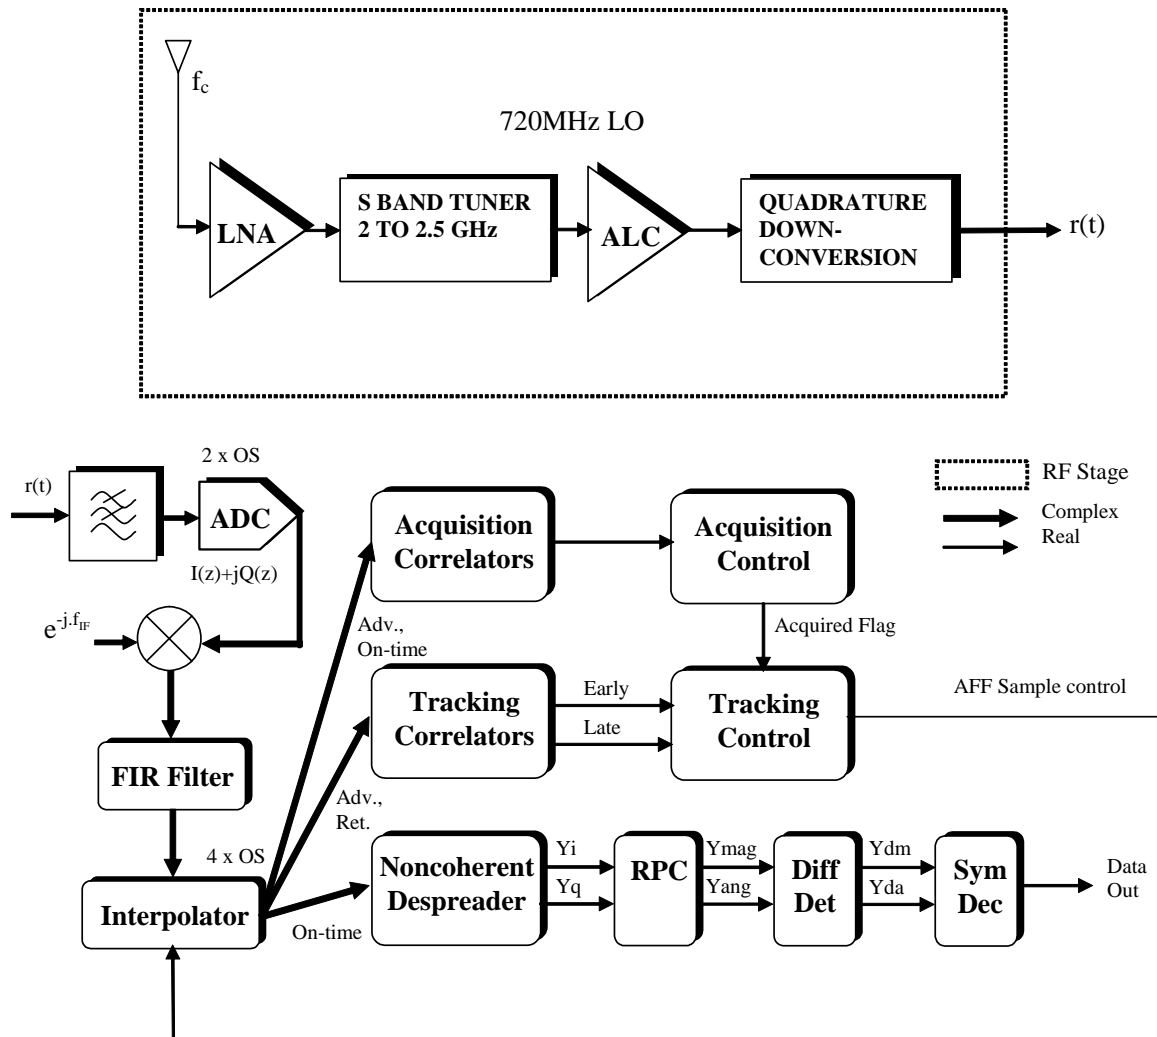 f_c
720MHz LO
LNA
S BAND TUNER
2 TO 2.5 GHz
ALC
QUADRATURE
DOWN-
CONVERSION
r(t)
2 x OS
r(t)
ADC
I(z)+jQ(z)
e^-j.f_IF
FIR Filter
4 x OS
Interpolator
Adv.,
On-time
Adv.,
Ret.
On-time
Acquisition
Correlators
Acquisition
Control
Acquired Flag
Tracking
Correlators
Early
Late
Tracking
Control
AFF Sample control
RF Stage
Complex
Real
Noncoherent
Despreader
Yi
Yq
RPC
Ymag
Yang
Diff
Det
Ydm
Yda
Sym
Dec
Data
Out